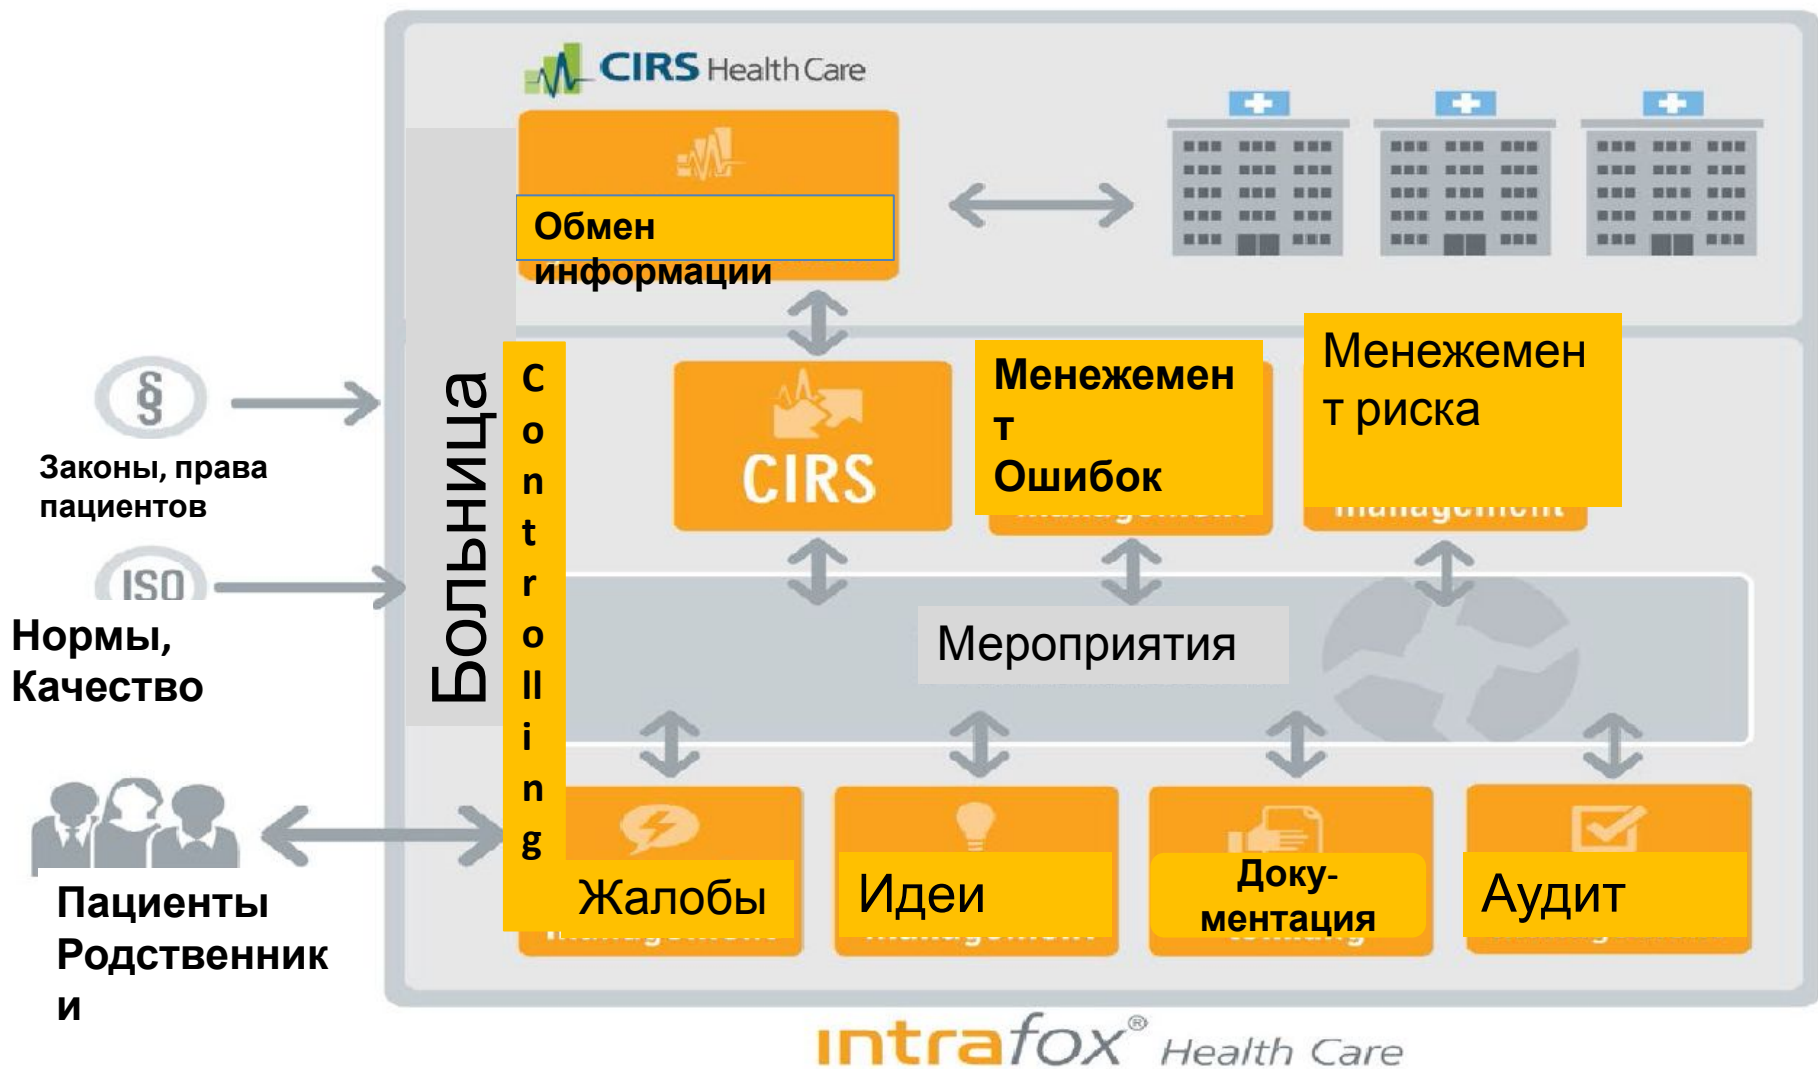 CIRS Health Care
Обмен
информации
Больница
C
o
n
t
r
o
ll
i
n
g
CIRS
Менежемен
т
Ошибок
Менежемен
т риска
management
§
Законы, права
пациентов
ISO
Нормы,
Качество
Мероприятия
Пациенты
Родственник
и
Жалобы
Идеи
Доку-
ментация
Аудит
intrafox® Health Care